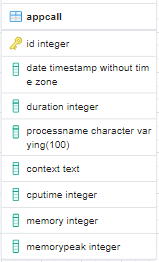 appcall
id integer
date timestamp without tim
e zone
duration integer
processname character var
ying(100)
context text
cputime integer
memory integer
memorypeak integer